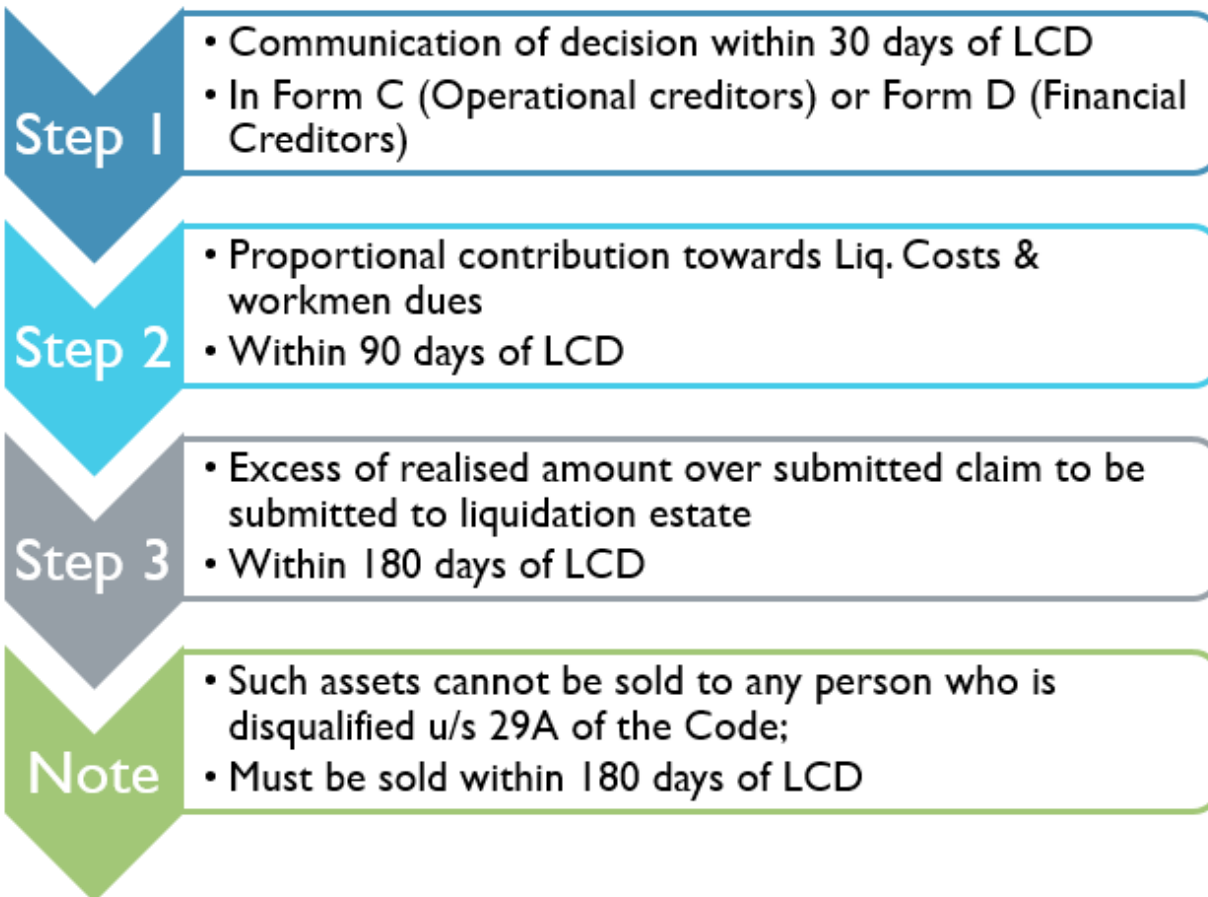 Step 1
• Communication of decision within 30 days of LCD
• In Form C (Operational creditors) or Form D (Financial
Creditors)
Step 2
• Proportional contribution towards Liq. Costs &
workmen dues
• Within 90 days of LCD
Step 3
• Excess of realised amount over submitted claim to be
submitted to liquidation estate
• Within 180 days of LCD
Note
• Such assets cannot be sold to any person who is
disqualified u/s 29A of the Code;
• Must be sold within 180 days of LCD